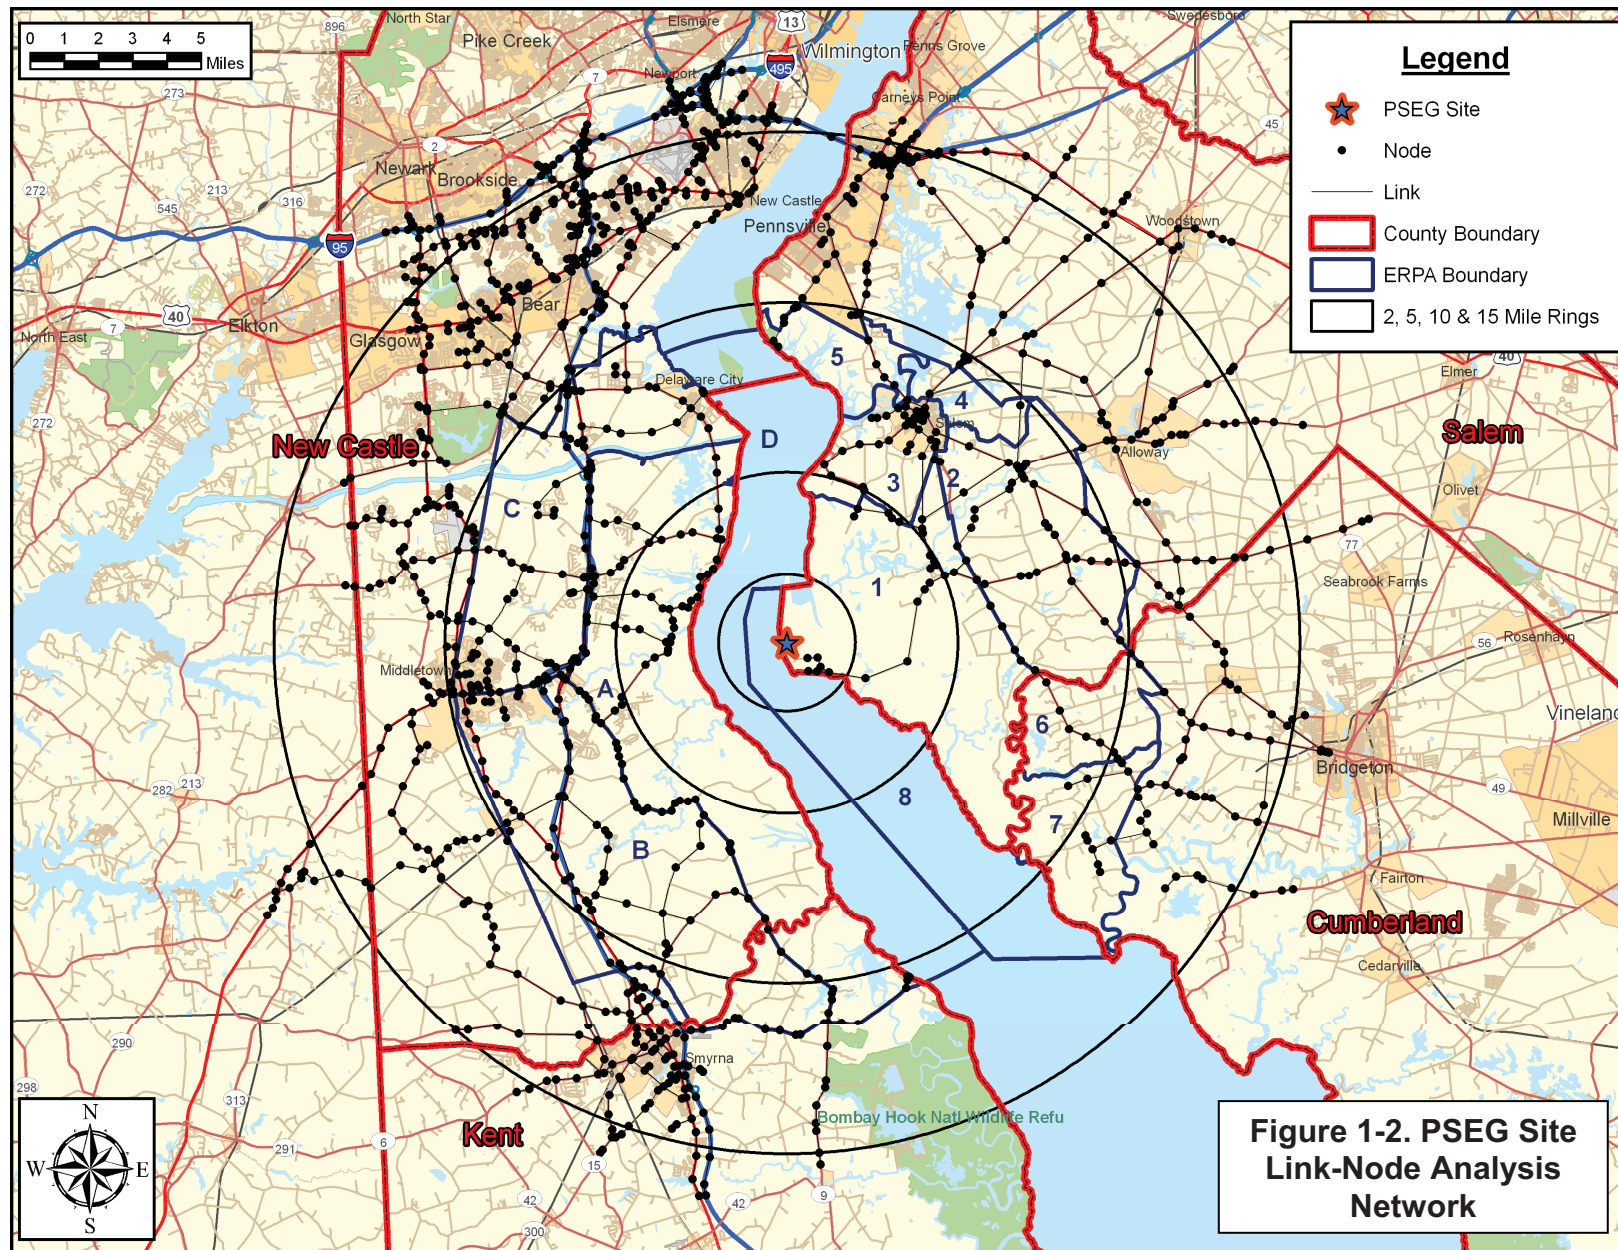 0 1 2 3 4 5
Miles
896
North Star
Pike Creek
Elsmere
13
Wilmington
Penns Grove
Swedesboro
Legend
PSEG Site
Node
Link
County Boundary
ERPA Boundary
2, 5, 10 & 15 Mile Rings
273
7
Newport
495
Carneys Point
45
2
Newark
Brookside
272
213
316
545
New Castle
Pennsville
Woodstown
95
40
Elkton
North East
7
Bear
Glasgow
5
40
Elmer
Delaware City
4
272
New Castle
D
Salem
Salem
Alloway
C
3
2
Olivet
77
1
Seabrook Farms
56
Rosenhayn
Middletown
A
6
Vineland
282
213
8
Bridgeton
49
Millville
B
7
Fairton
Cumberland
Cedarville
290
Smyrna
298
313
Bombay Hook Natl Wildlife Refu
Kent
6
291
15
42
42
9
300
N
W
E
S
Figure 1-2. PSEG Site
Link-Node Analysis
Network